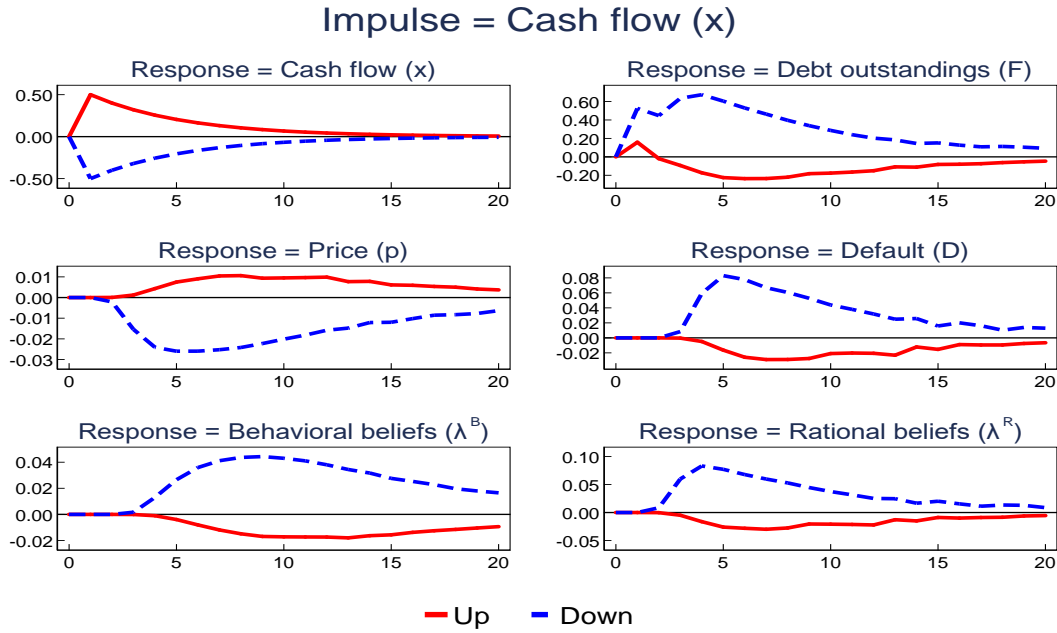 Impulse = Cash flow (x)
Response = Cash flow (x)
0.50
0.00
-0.50
0 5 10 15 20
Response = Debt outstandings (F)
0.60
0.40
0.20
0.00
-0.20
0 5 10 15 20
Response = Price (p)
0.01
0.00
-0.01
-0.02
-0.03
0 5 10 15 20
Response = Default (D)
0.08
0.06
0.04
0.02
0.00
-0.02
0 5 10 15 20
Response = Behavioral beliefs (λ^B)
0.04
0.02
0.00
-0.02
0 5 10 15 20
Response = Rational beliefs (λ^R)
0.10
0.05
0.00
-0.05
0 5 10 15 20
Up Down